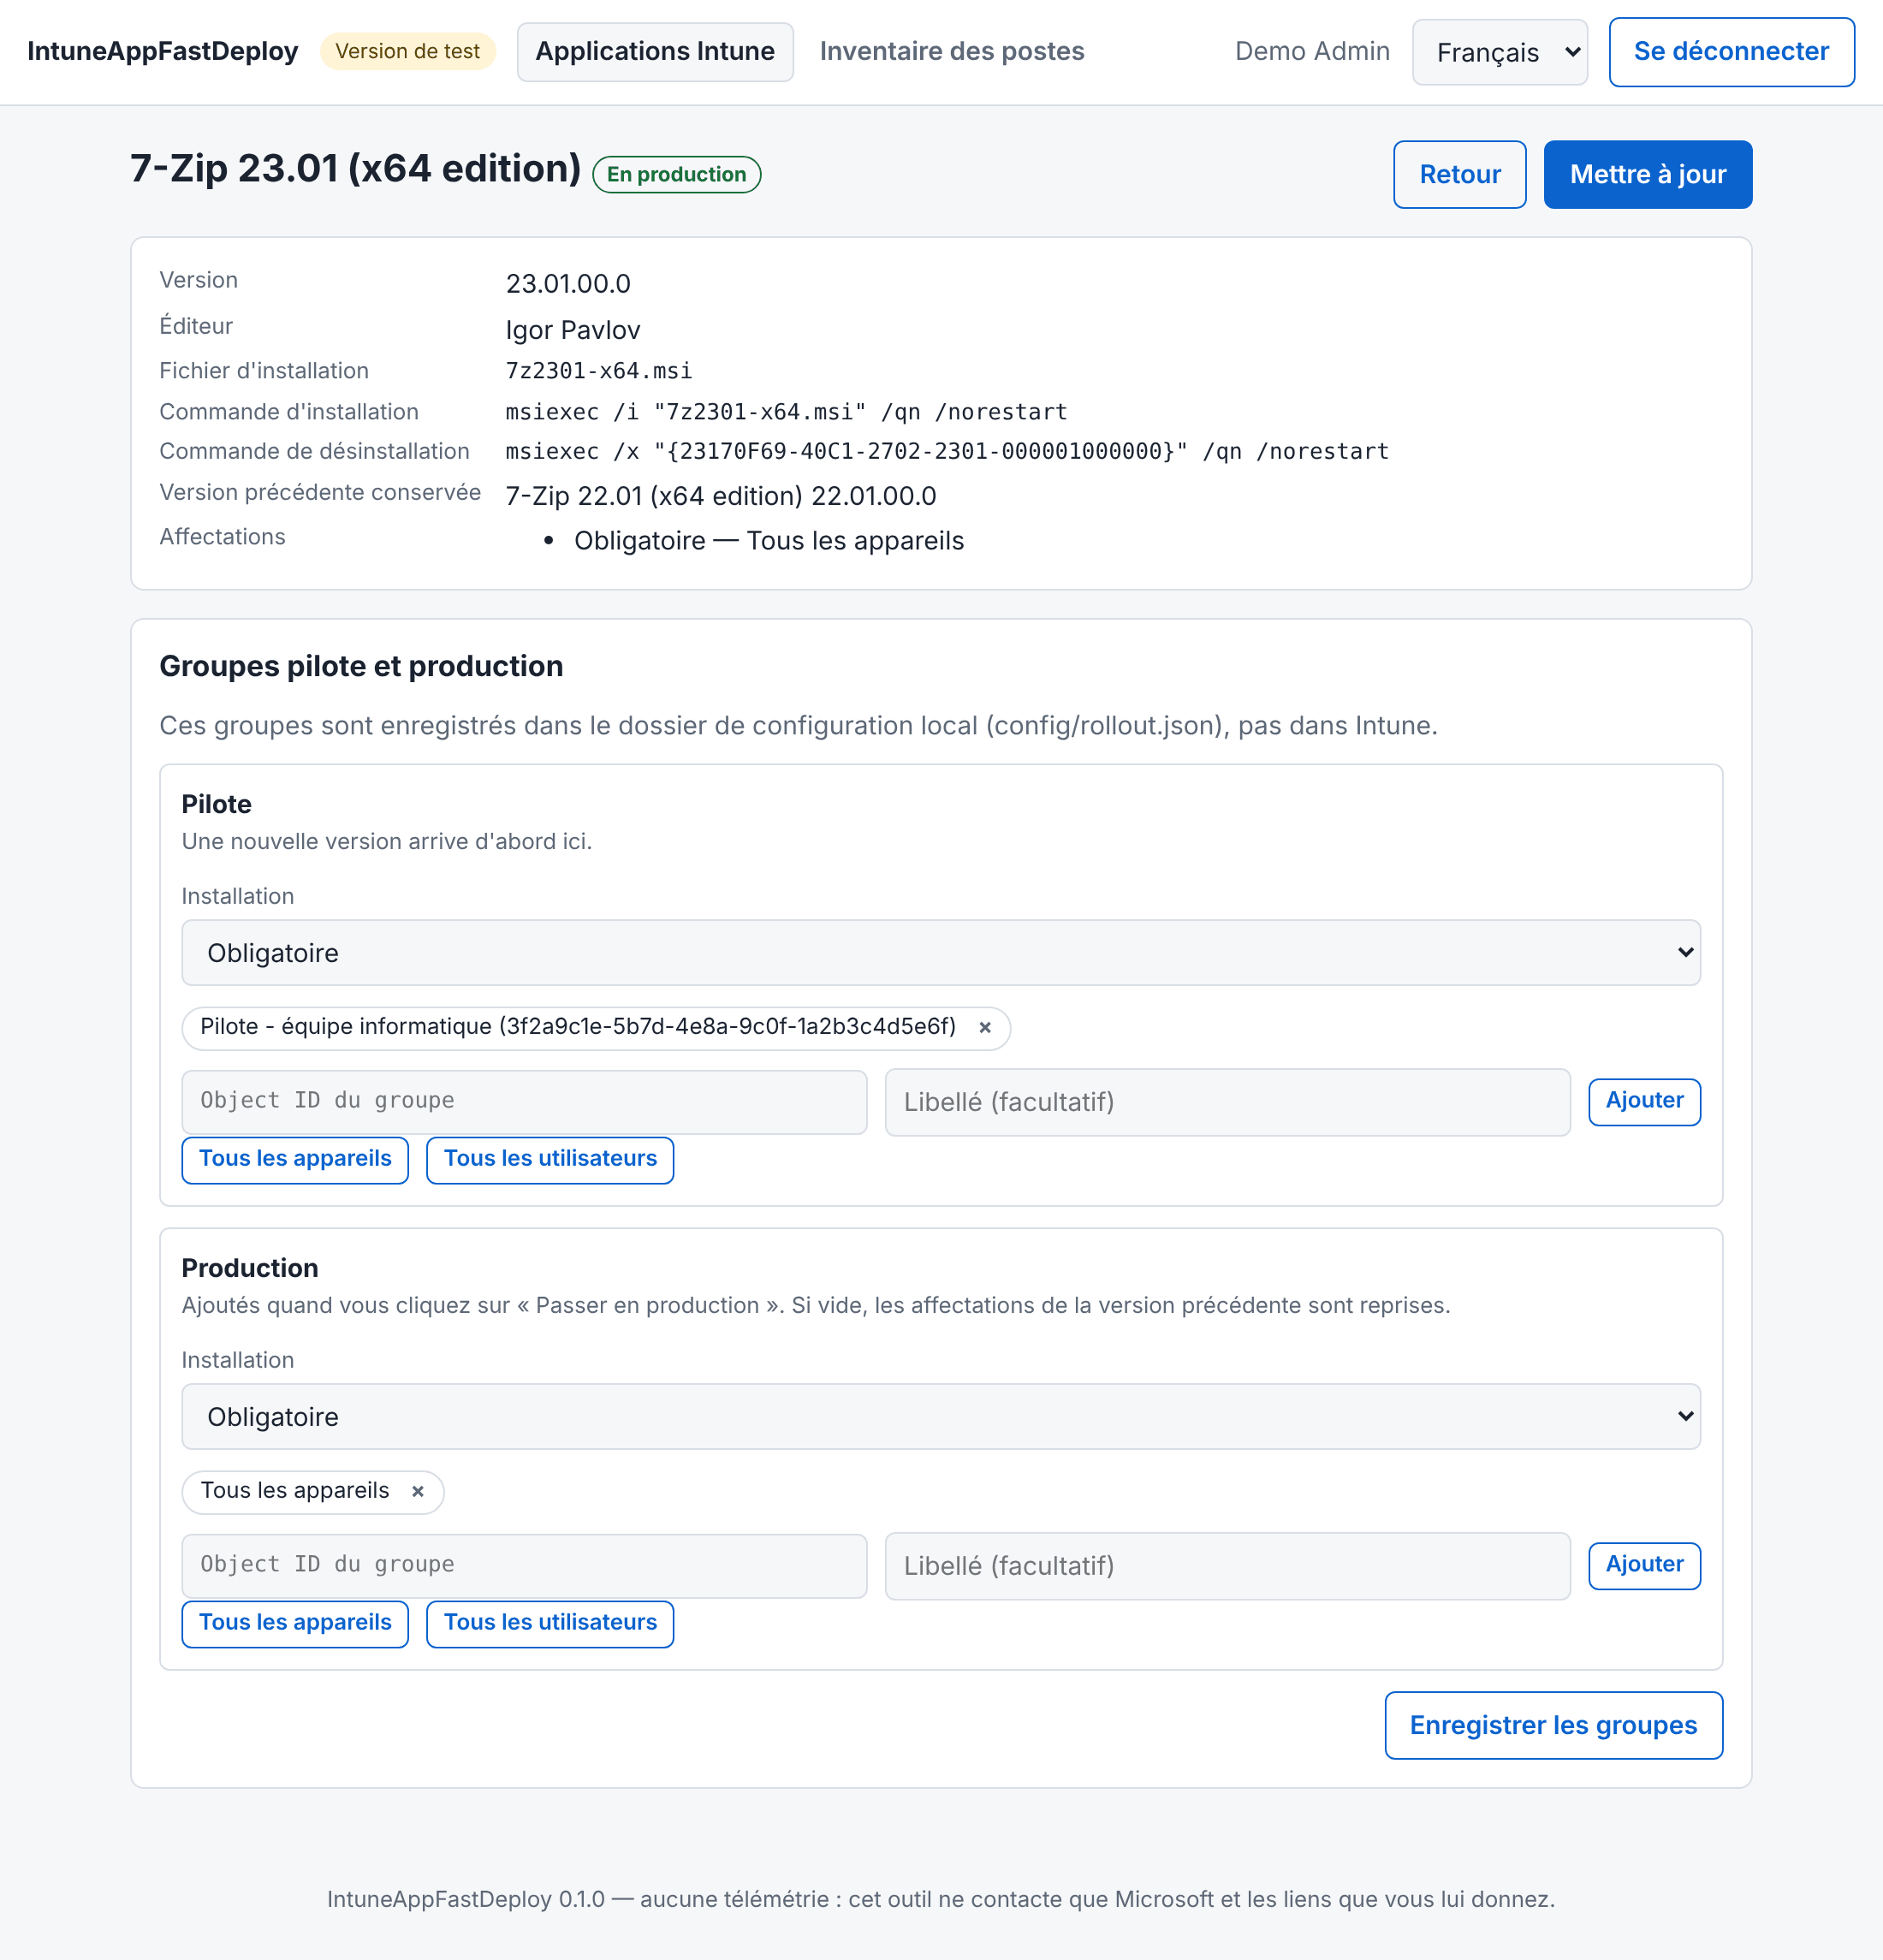 IntuneAppFastDeploy Version de test Applications Intune Inventaire des postes Demo Admin Français Se déconnecter
7-Zip 23.01 (x64 edition) En production Retour Mettre à jour
Version 23.01.00.0
Éditeur Igor Pavlov
Fichier d'installation 7z2301-x64.msi
Commande d'installation msiexec /i "7z2301-x64.msi" /qn /norestart
Commande de désinstallation msiexec /x "{23170F69-40C1-2702-2301-000001000000}" /qn /norestart
Version précédente conservée 7-Zip 22.01 (x64 edition) 22.01.00.0
Affectations • Obligatoire — Tous les appareils
Groupes pilote et production
Ces groupes sont enregistrés dans le dossier de configuration local (config/rollout.json), pas dans Intune.
Pilote
Une nouvelle version arrive d'abord ici.
Installation
Obligatoire
Pilote - équipe informatique (3f2a9c1e-5b7d-4e8a-9c0f-1a2b3c4d5e6f) ×
Object ID du groupe Libellé (facultatif) Ajouter
Tous les appareils Tous les utilisateurs
Production
Ajoutés quand vous cliquez sur « Passer en production ». Si vide, les affectations de la version précédente sont reprises.
Installation
Obligatoire
Tous les appareils ×
Object ID du groupe Libellé (facultatif) Ajouter
Tous les appareils Tous les utilisateurs
Enregistrer les groupes
IntuneAppFastDeploy 0.1.0 — aucune télémétrie : cet outil ne contacte que Microsoft et les liens que vous lui donnez.